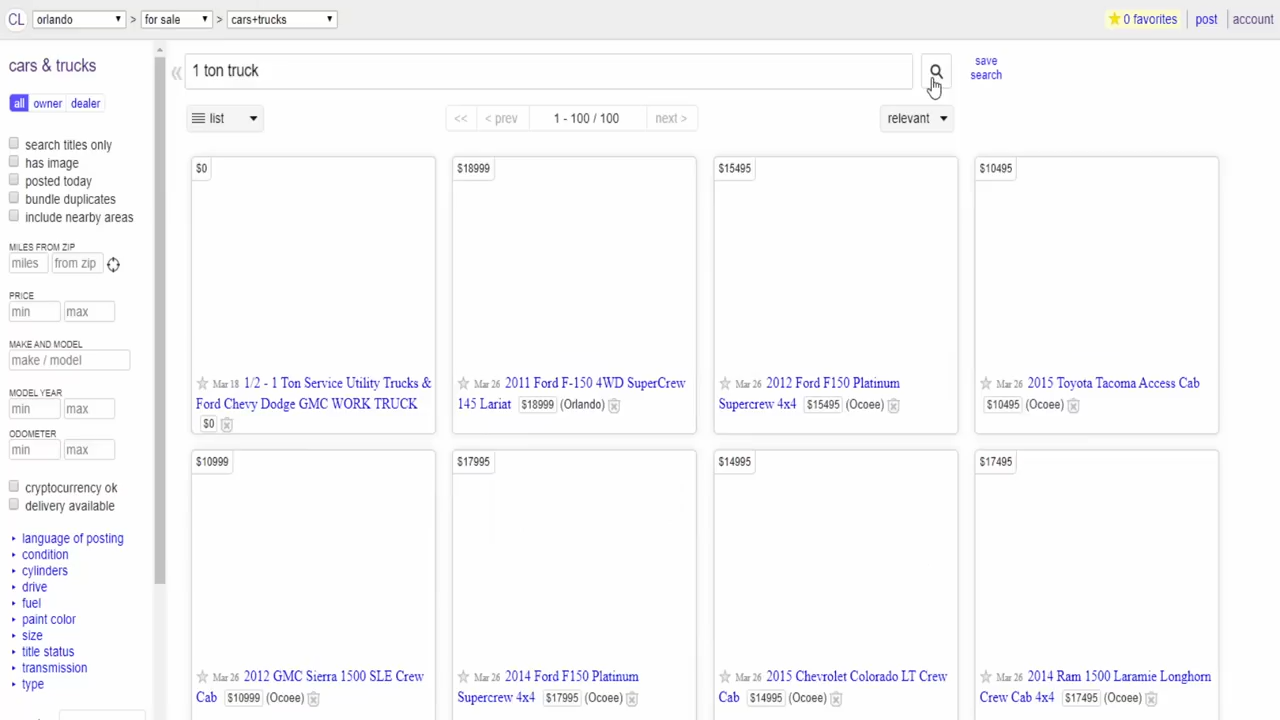 CL orlando > for sale > cars+trucks 0 favorites post account
cars & trucks
all owner dealer
search titles only
has image
posted today
bundle duplicates
include nearby areas
MILES FROM ZIP
miles from zip
PRICE
min max
MAKE AND MODEL
make / model
MODEL YEAR
min max
ODOMETER
min max
cryptocurrency ok
delivery available
language of posting
condition
cylinders
drive
fuel
paint color
size
title status
transmission
type
« 1 ton truck
save
search
list << < prev 1 - 100 / 100 next > relevant
$0
Mar 18 1/2 - 1 Ton Service Utility Trucks &
Ford Chevy Dodge GMC WORK TRUCK
$0
$18999
Mar 26 2011 Ford F-150 4WD SuperCrew
145 Lariat $18999 (Orlando)
$15495
Mar 26 2012 Ford F150 Platinum
Supercrew 4x4 $15495 (Ocoee)
$10495
Mar 26 2015 Toyota Tacoma Access Cab
$10495 (Ocoee)
$10999
Mar 26 2012 GMC Sierra 1500 SLE Crew
Cab $10999 (Ocoee)
$17995
Mar 26 2014 Ford F150 Platinum
Supercrew 4x4 $17995 (Ocoee)
$14995
Mar 26 2015 Chevrolet Colorado LT Crew
Cab $14995 (Ocoee)
$17495
Mar 26 2014 Ram 1500 Laramie Longhorn
Crew Cab 4x4 $17495 (Ocoee)